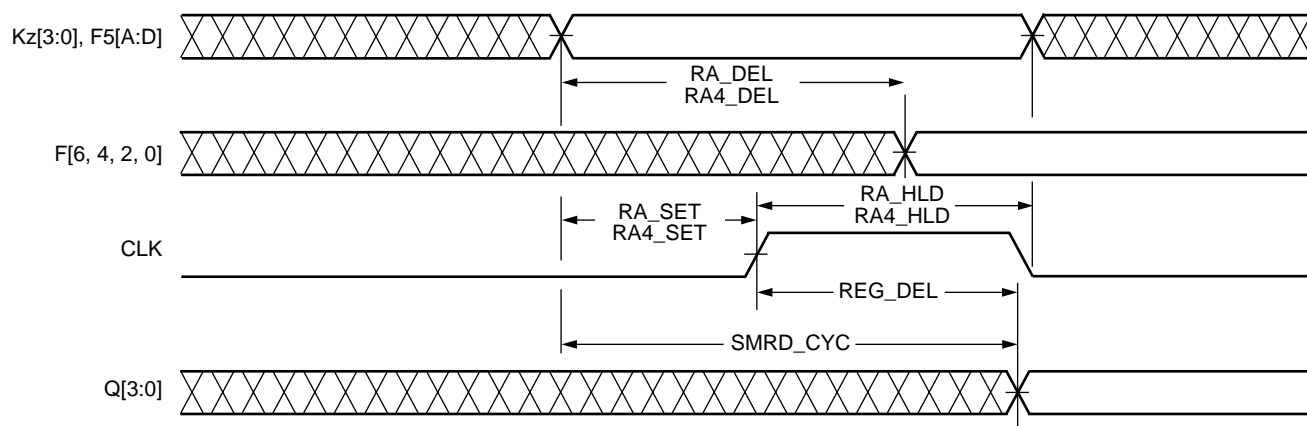 Kz[3:0], F5[A:D]
RA_DEL
RA4_DEL
F[6, 4, 2, 0]
RA_SET
RA4_SET
RA_HLD
RA4_HLD
CLK
REG_DEL
SMRD_CYC
Q[3:0]